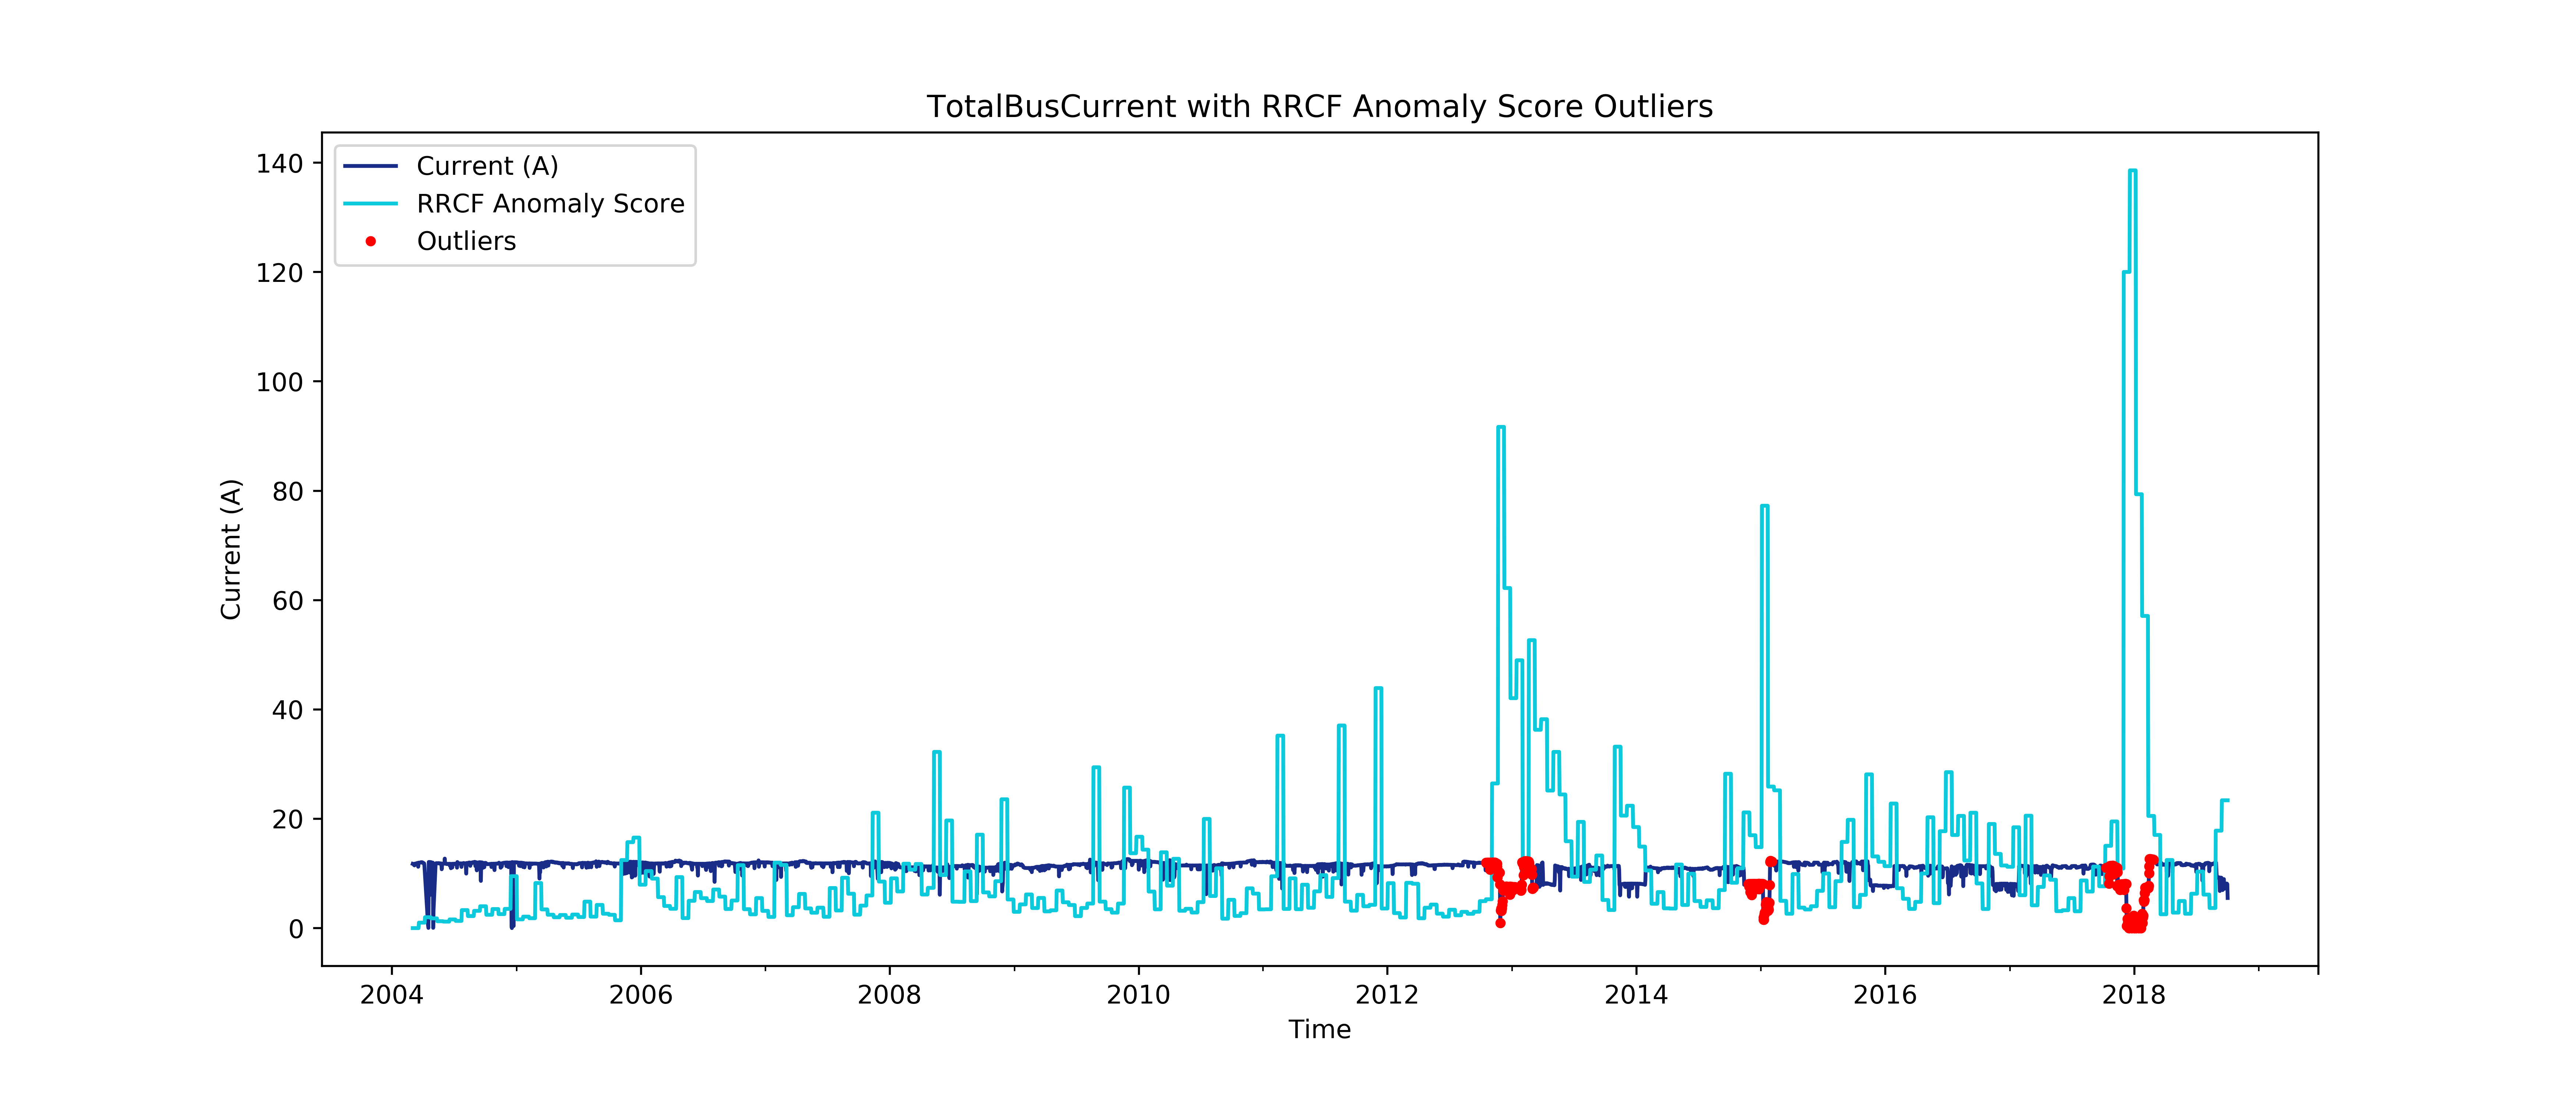 TotalBusCurrent with RRCF Anomaly Score Outliers
Current (A)
RRCF Anomaly Score
Outliers
140
120
100
80
60
40
20
0
Current (A)
2004 2006 2008 2010 2012 2014 2016 2018
Time